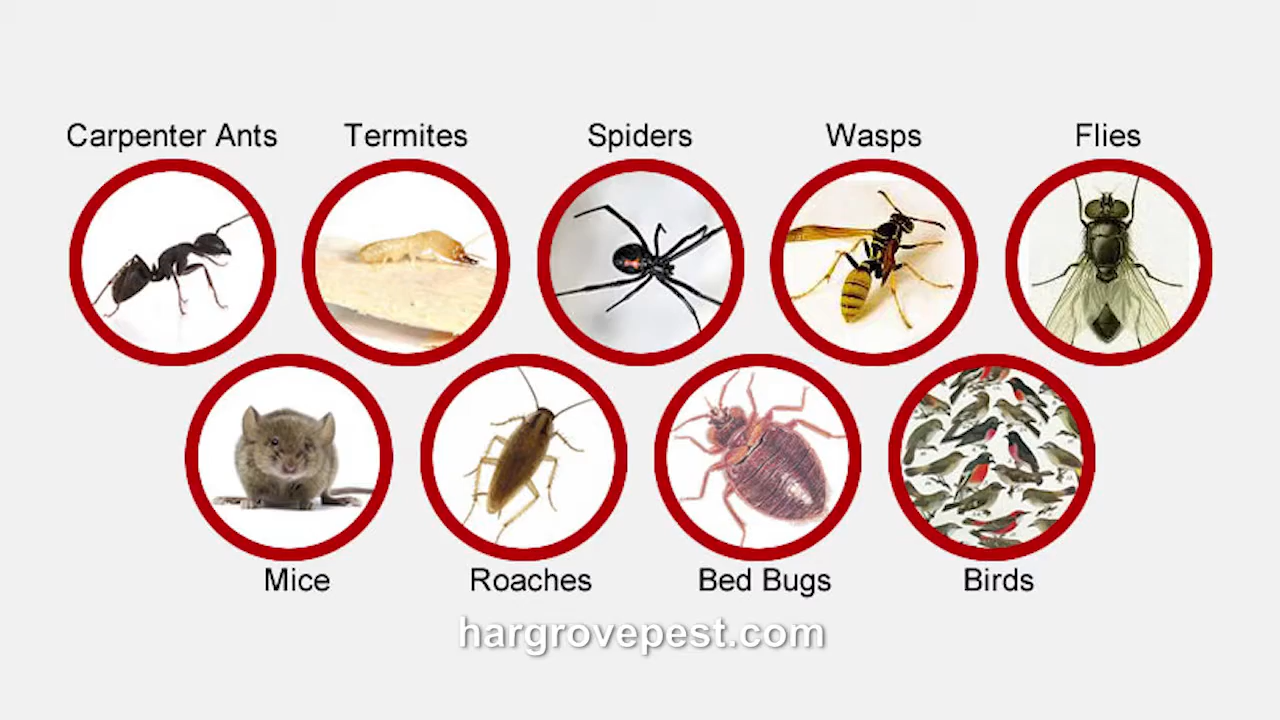 Carpenter Ants
Termites
Spiders
Wasps
Flies
Mice
Roaches
Bed Bugs
Birds
hargrovepest.com